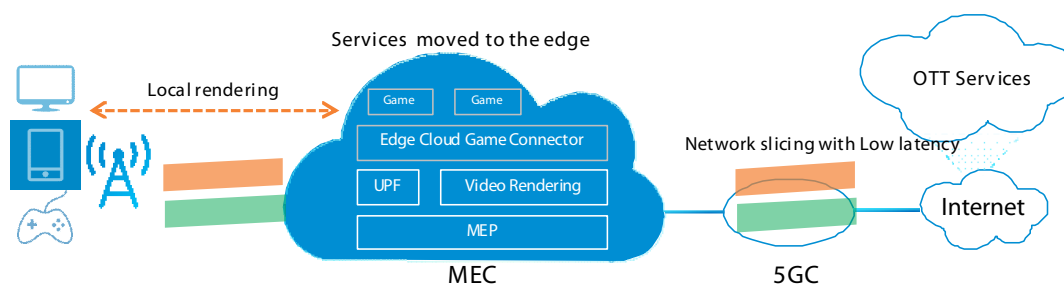 Services moved to the edge
OTT Services
Local rendering
Game Game
Edge Cloud Game Connector
Network slicing with Low latency
UPF Video Rendering
Internet
MEP
MEC 5GC